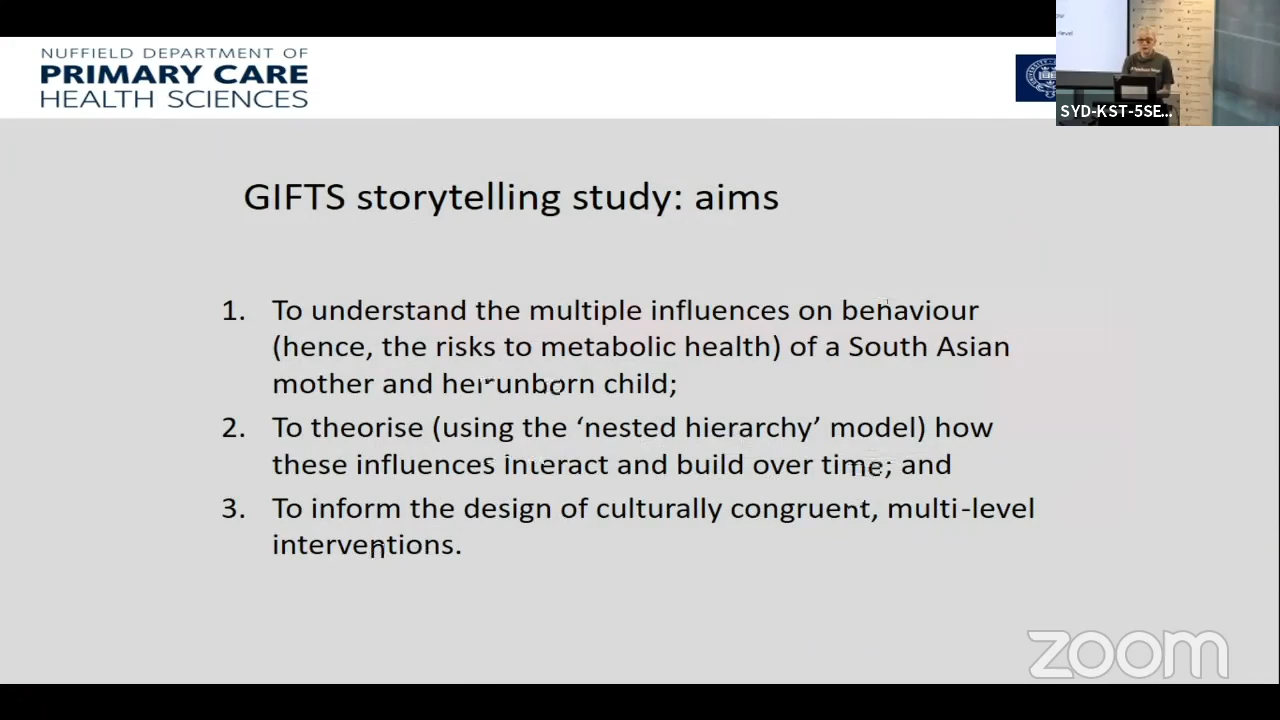 NUFFIELD DEPARTMENT OF
PRIMARY CARE
HEALTH SCIENCES
SYD-KST-5SE...
GIFTS storytelling study: aims
1. To understand the multiple influences on behaviour
(hence, the risks to metabolic health) of a South Asian
mother and her unborn child;
2. To theorise (using the ‘nested hierarchy’ model) how
these influences interact and build over time; and
3. To inform the design of culturally congruent, multi-level
interventions.
zoom